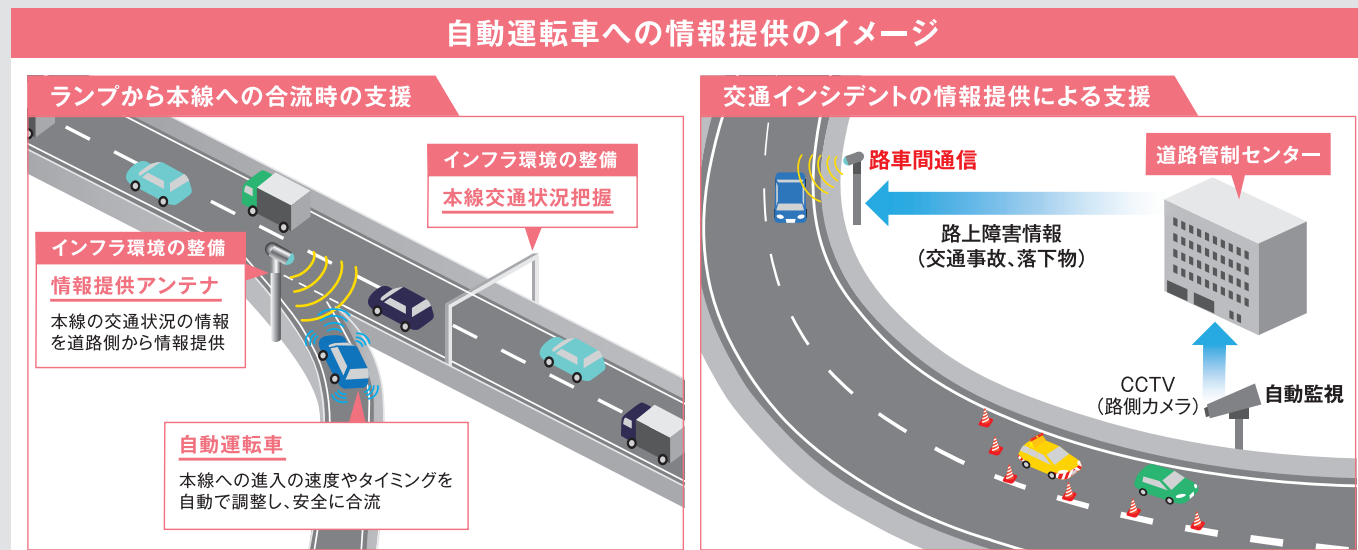 自動運転車への情報提供のイメージ
ランプから本線への合流時の支援
インフラ環境の整備
本線交通状況把握
インフラ環境の整備
情報提供アンテナ
本線の交通状況の情報
を道路側から情報提供
自動運転車
本線への進入の速度やタイミングを
自動で調整し、安全に合流
交通インシデントの情報提供による支援
路車間通信
道路管制センター
路上障害情報
(交通事故、落下物)
CCTV
(路側カメラ)
自動監視